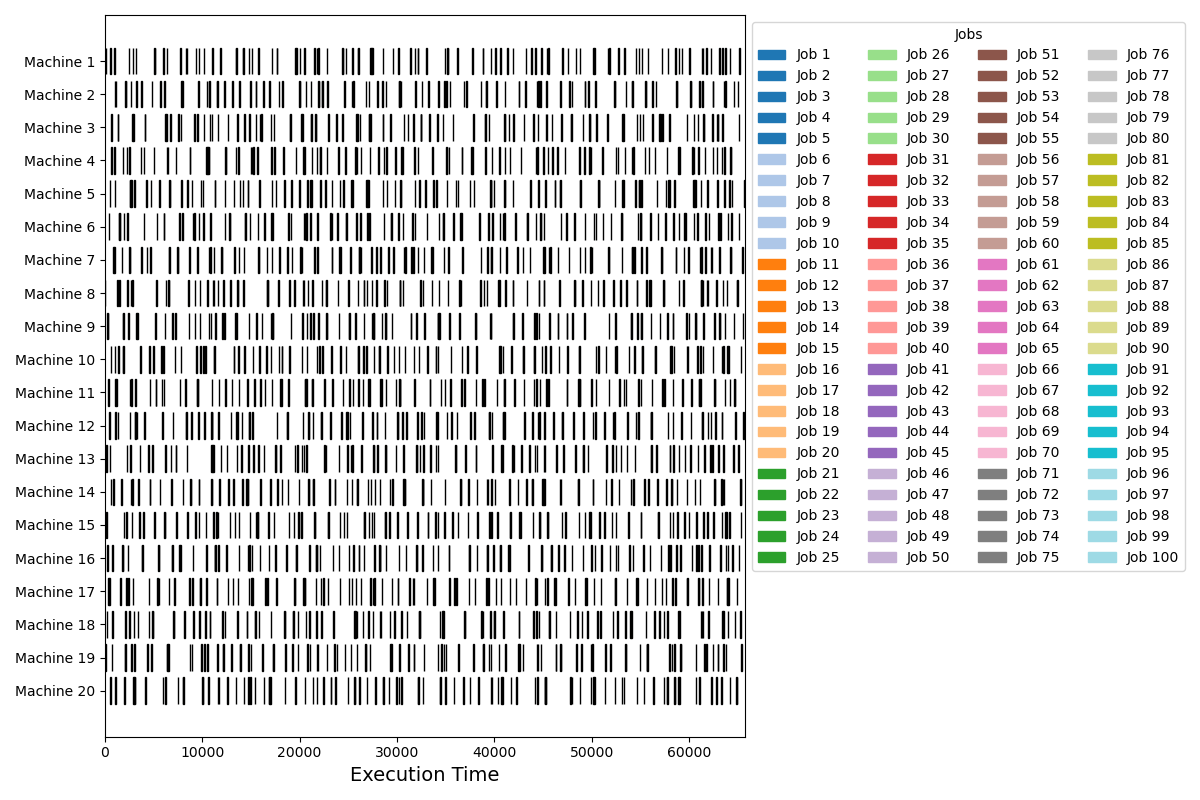 Machine 1
Machine 2
Machine 3
Machine 4
Machine 5
Machine 6
Machine 7
Machine 8
Machine 9
Machine 10
Machine 11
Machine 12
Machine 13
Machine 14
Machine 15
Machine 16
Machine 17
Machine 18
Machine 19
Machine 20
0 10000 20000 30000 40000 50000 60000
Execution Time
Jobs
Job 1 Job 26 Job 51 Job 76
Job 2 Job 27 Job 52 Job 77
Job 3 Job 28 Job 53 Job 78
Job 4 Job 29 Job 54 Job 79
Job 5 Job 30 Job 55 Job 80
Job 6 Job 31 Job 56 Job 81
Job 7 Job 32 Job 57 Job 82
Job 8 Job 33 Job 58 Job 83
Job 9 Job 34 Job 59 Job 84
Job 10 Job 35 Job 60 Job 85
Job 11 Job 36 Job 61 Job 86
Job 12 Job 37 Job 62 Job 87
Job 13 Job 38 Job 63 Job 88
Job 14 Job 39 Job 64 Job 89
Job 15 Job 40 Job 65 Job 90
Job 16 Job 41 Job 66 Job 91
Job 17 Job 42 Job 67 Job 92
Job 18 Job 43 Job 68 Job 93
Job 19 Job 44 Job 69 Job 94
Job 20 Job 45 Job 70 Job 95
Job 21 Job 46 Job 71 Job 96
Job 22 Job 47 Job 72 Job 97
Job 23 Job 48 Job 73 Job 98
Job 24 Job 49 Job 74 Job 99
Job 25 Job 50 Job 75 Job 100